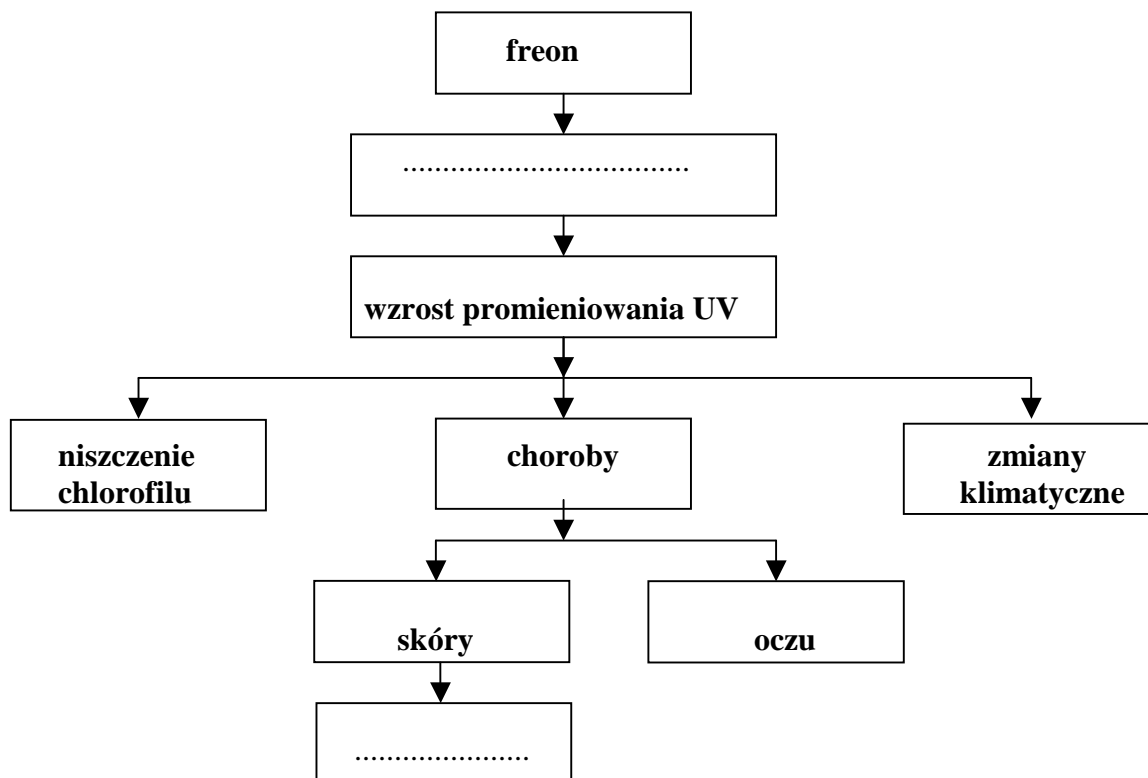 freon
.................................
wzrost promieniowania UV
niszczenie
chlorofilu
choroby
zmiany
klimatyczne
skóry
oczu
......................